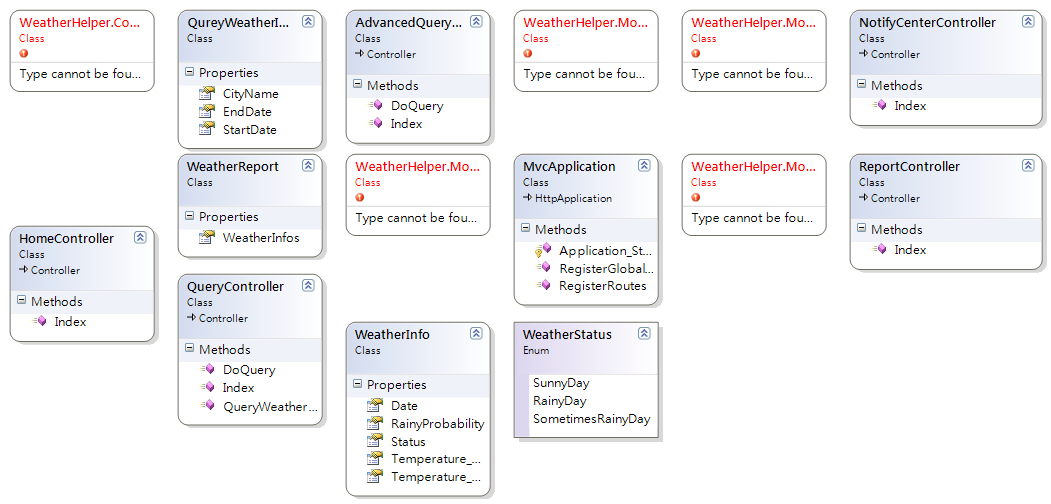 WeatherHelper.Co...
Class
Type cannot be fou...
QureyWeatherI...
Class
Properties
CityName
EndDate
StartDate
AdvancedQuery...
Class
Controller
Methods
DoQuery
Index
WeatherHelper.Mo...
Class
Type cannot be fou...
WeatherHelper.Mo...
Class
Type cannot be fou...
NotifyCenterController
Class
Controller
Methods
Index
WeatherReport
Class
Properties
WeatherInfos
WeatherHelper.Mo...
Class
Type cannot be fou...
MvcApplication
Class
HttpApplication
Methods
Application_St...
RegisterGlobal...
RegisterRoutes
WeatherHelper.Mo...
Class
Type cannot be fou...
ReportController
Class
Controller
Methods
Index
HomeController
Class
Controller
Methods
Index
QueryController
Class
Controller
Methods
DoQuery
Index
QueryWeather...
WeatherInfo
Class
Properties
Date
RainyProbability
Status
Temperature_...
Temperature_...
WeatherStatus
Enum
SunnyDay
RainyDay
SometimesRainyDay